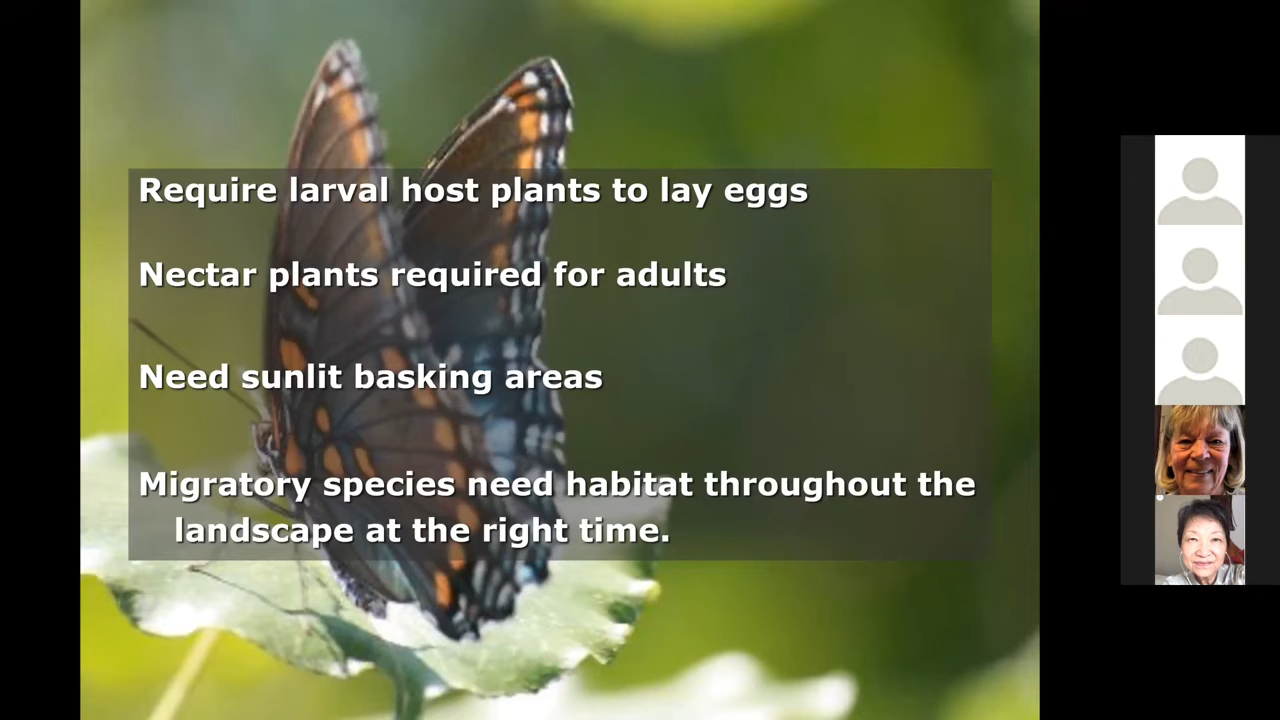 Require larval host plants to lay eggs
Nectar plants required for adults
Need sunlit basking areas
Migratory species need habitat throughout the
landscape at the right time.